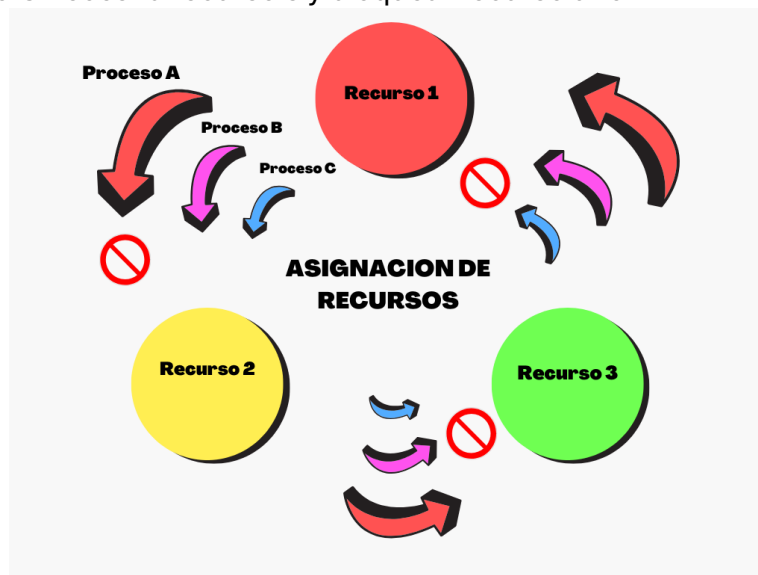 Proceso A
Recurso 1
Proceso B
Proceso C
ASIGNACION DE
RECURSOS
Recurso 2
Recurso 3